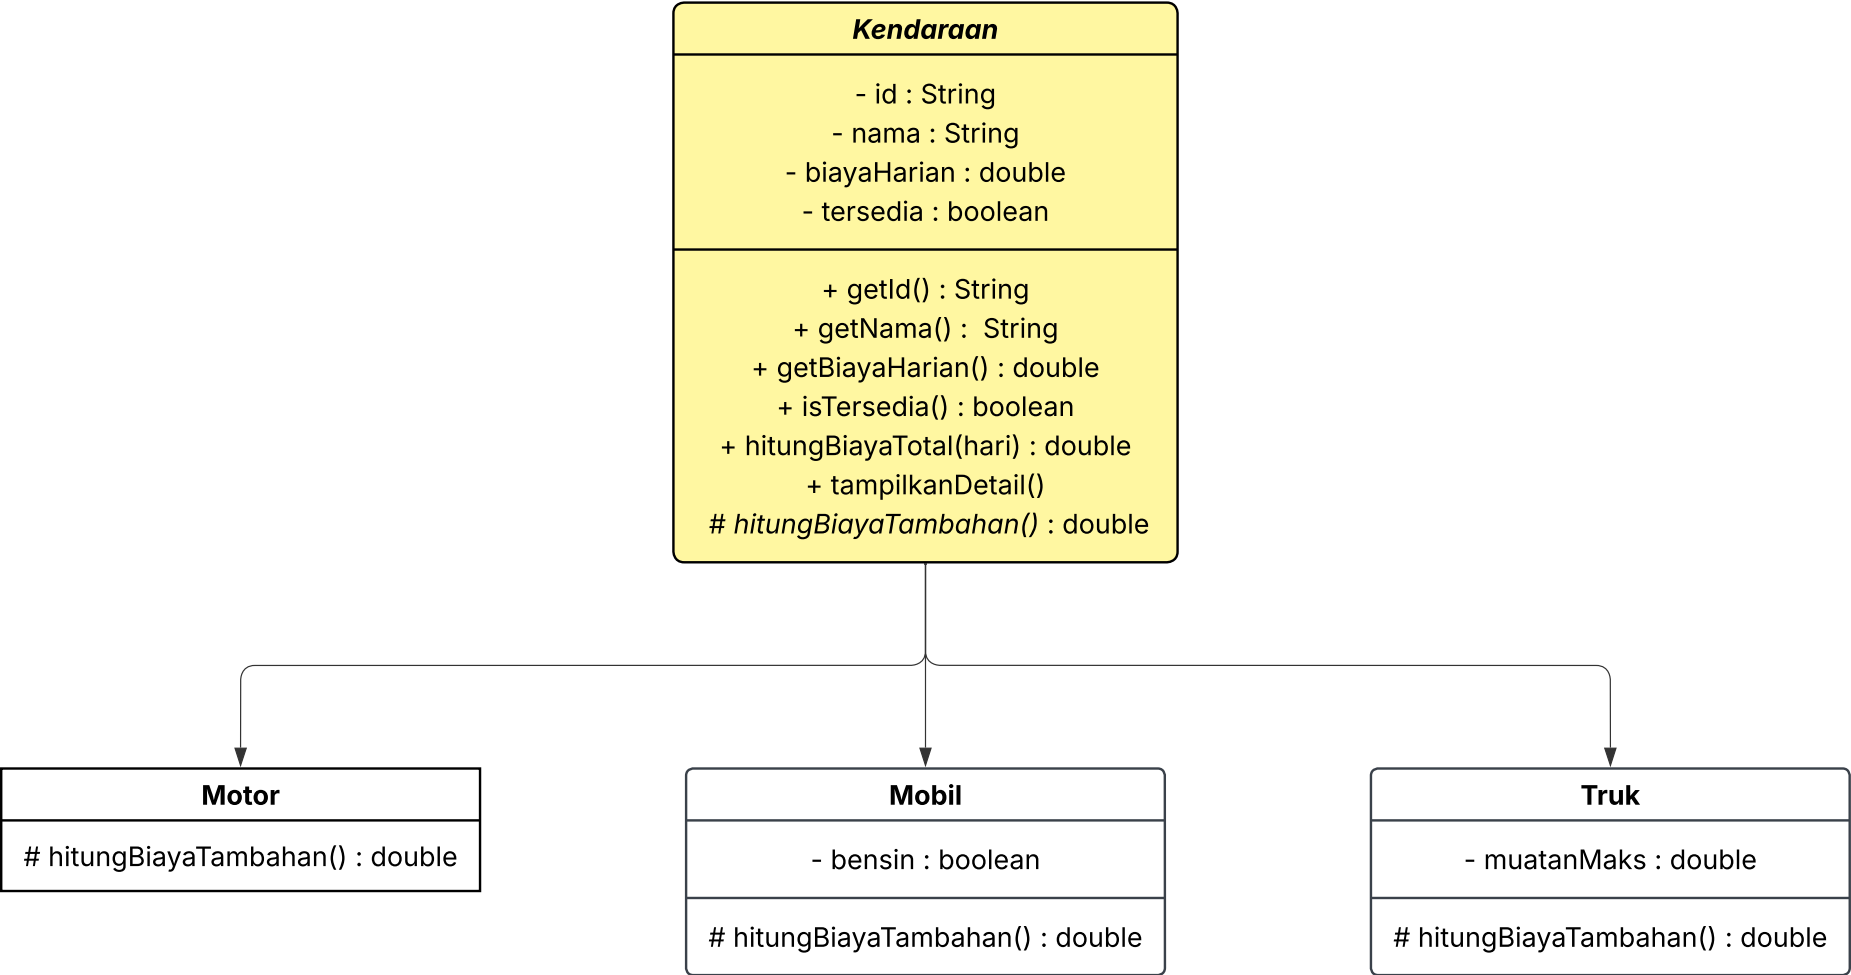 Kendaraan
- id : String
- nama : String
- biayaHarian : double
- tersedia : boolean
+ getId() : String
+ getNama() :  String
+ getBiayaHarian() : double
+ isTersedia() : boolean
+ hitungBiayaTotal(hari) : double
+ tampilkanDetail()
# hitungBiayaTambahan() : double
Motor
# hitungBiayaTambahan() : double
Mobil
- bensin : boolean
# hitungBiayaTambahan() : double
Truk
- muatanMaks : double
# hitungBiayaTambahan() : double